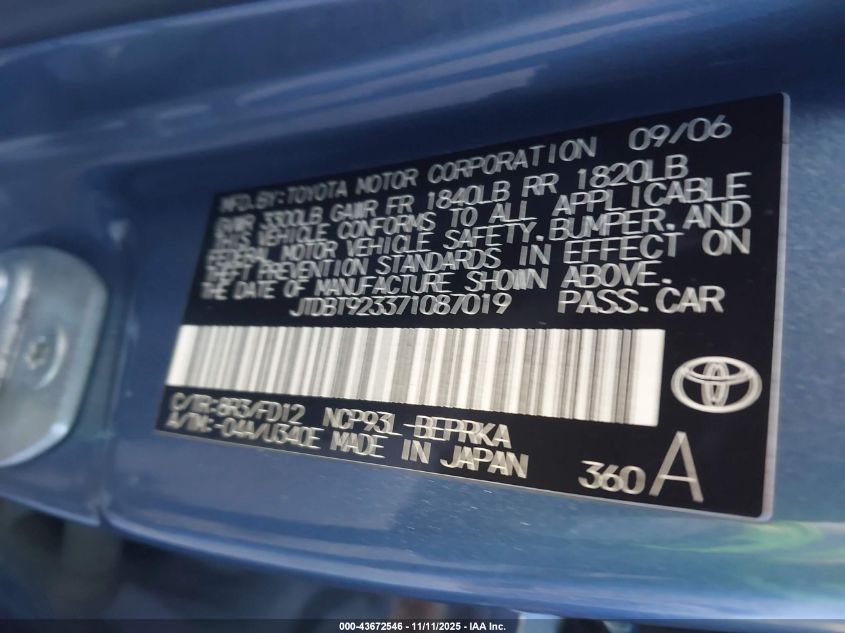 MFD.BY:TOYOTA MOTOR CORPORATION 09/06
GVWR 3300LB GAWR FR 1840LB RR 1820LB
THIS VEHICLE CONFORMS TO ALL APPLICABLE
FEDERAL MOTOR VEHICLE SAFETY, BUMPER, AND
THEFT PREVENTION STANDARDS IN EFFECT ON
THE DATE OF MANUFACTURE SHOWN ABOVE.
JTDBT923371087019 PASS.CAR
C/TR:8R3/FD12 NCP93L-BEPRKA
A/TM:-04A/U340E MADE IN JAPAN
360A
000-43672546 - 11/11/2025 - IAA Inc.